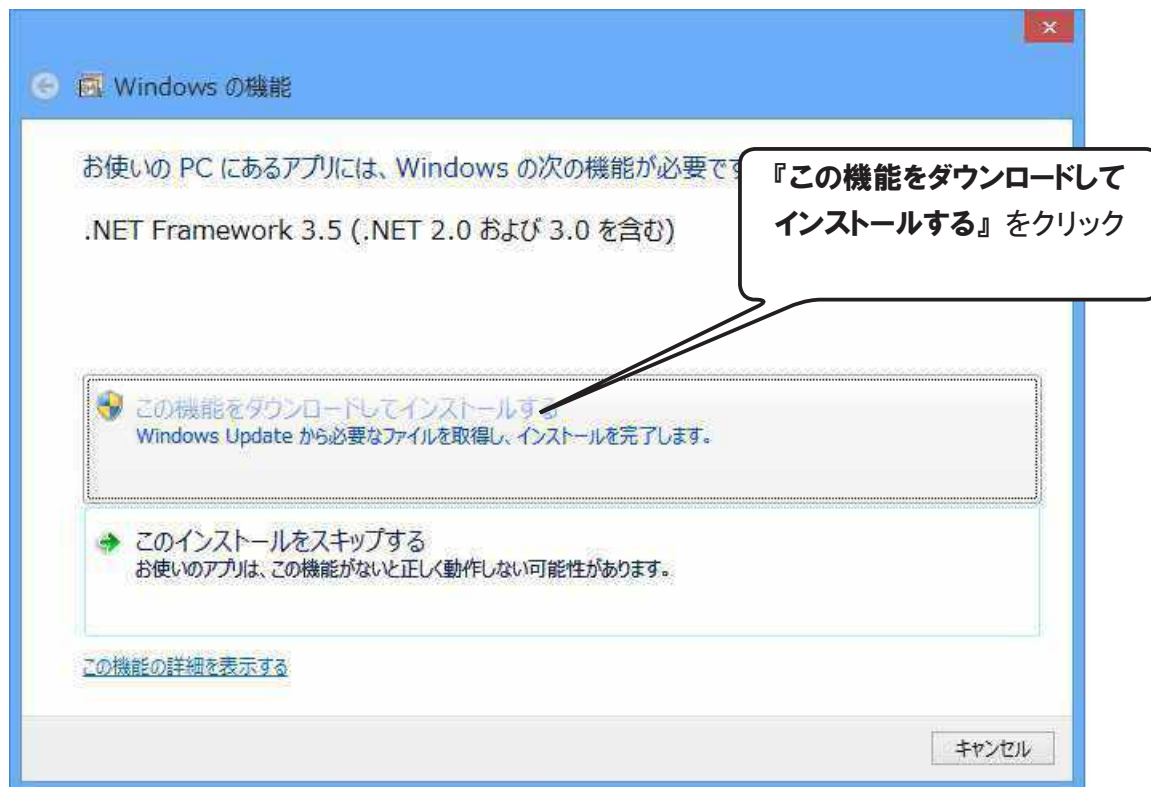 Windows の機能
お使いの PC にあるアプリには、Windows の次の機能が必要で
.NET Framework 3.5 (.NET 2.0 および 3.0 を含む)
『この機能をダウンロードして
インストールする』をクリック
この機能をダウンロードしてインストールする
Windows Update から必要なファイルを取得し、インストールを完了します。
このインストールをスキップする
お使いのアプリは、この機能がないと正しく動作しない可能性があります。
この機能の詳細を表示する
キャンセル